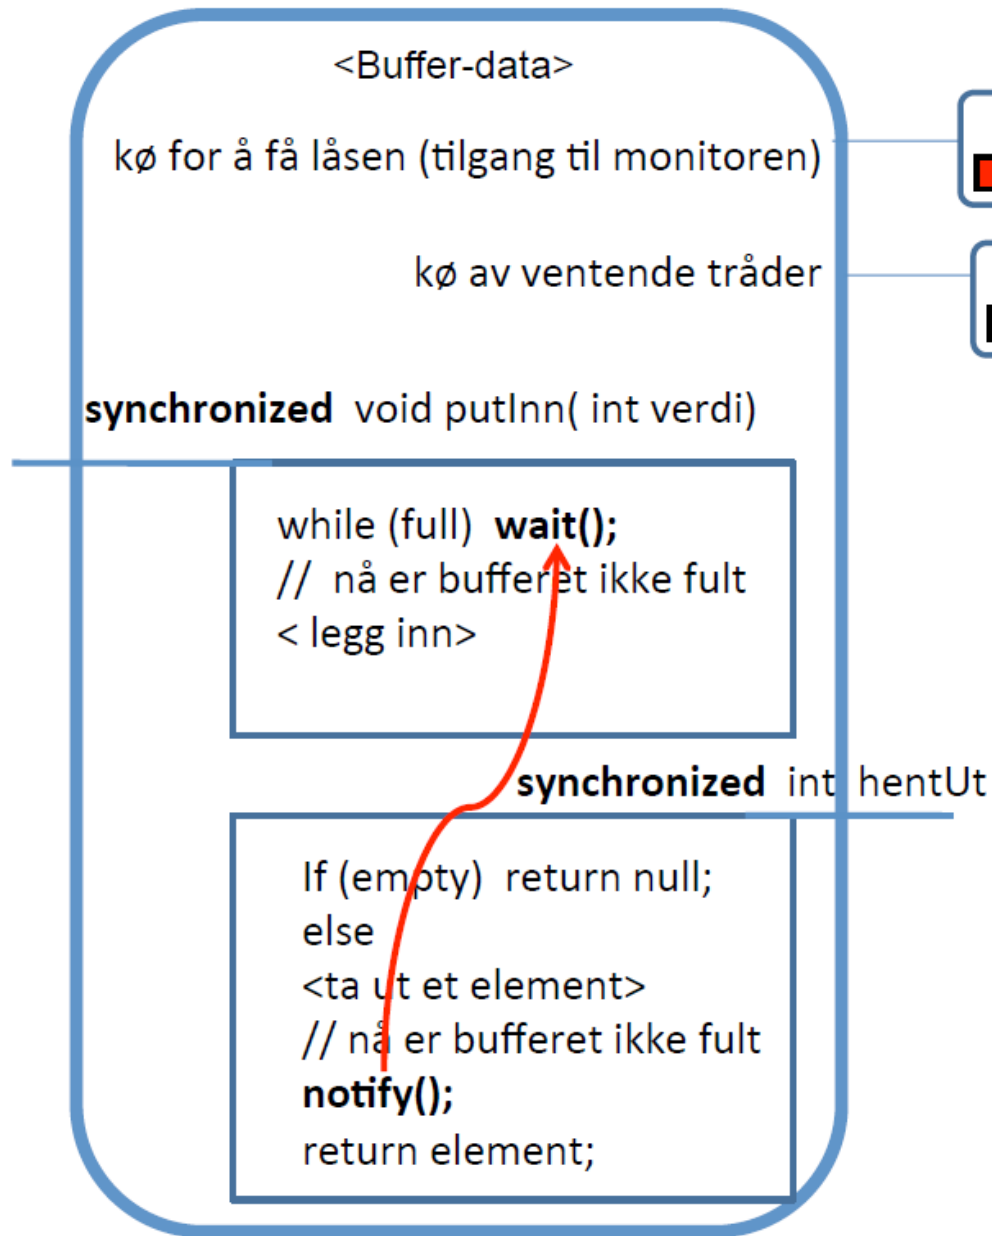 <Buffer-data>
kø for å få låsen (tilgang til monitoren)
kø av ventende tråder
synchronized void putInn( int verdi)
while (full) wait();
// nå er bufferet ikke fult
< legg inn>
synchronized int hentUt
If (empty) return null;
else
<ta ut et element>
// nå er bufferet ikke fult
notify();
return element;